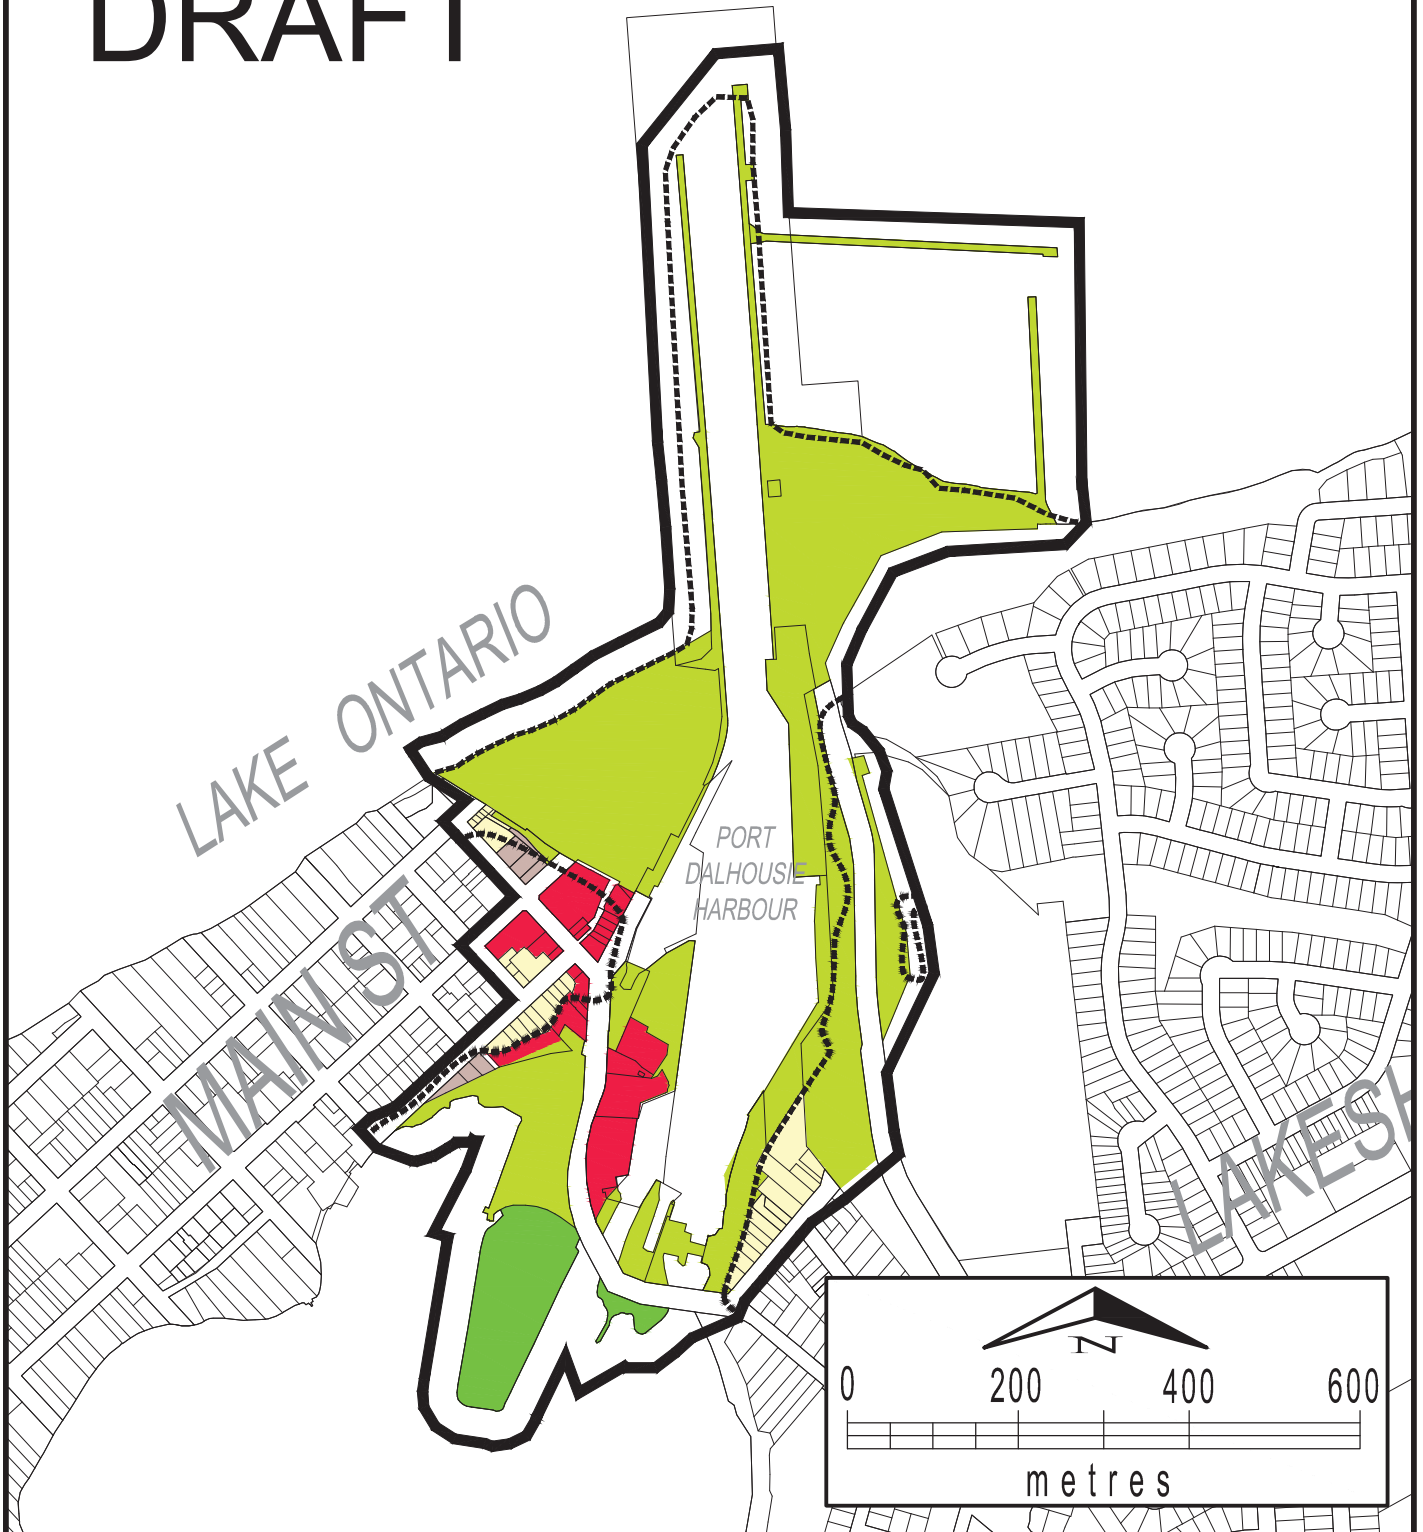 DRAFT
LAKE ONTARIO
PORT
DALHOUSIE
HARBOUR
MAIN ST
LAKESH
N
0 200 400 600
metres